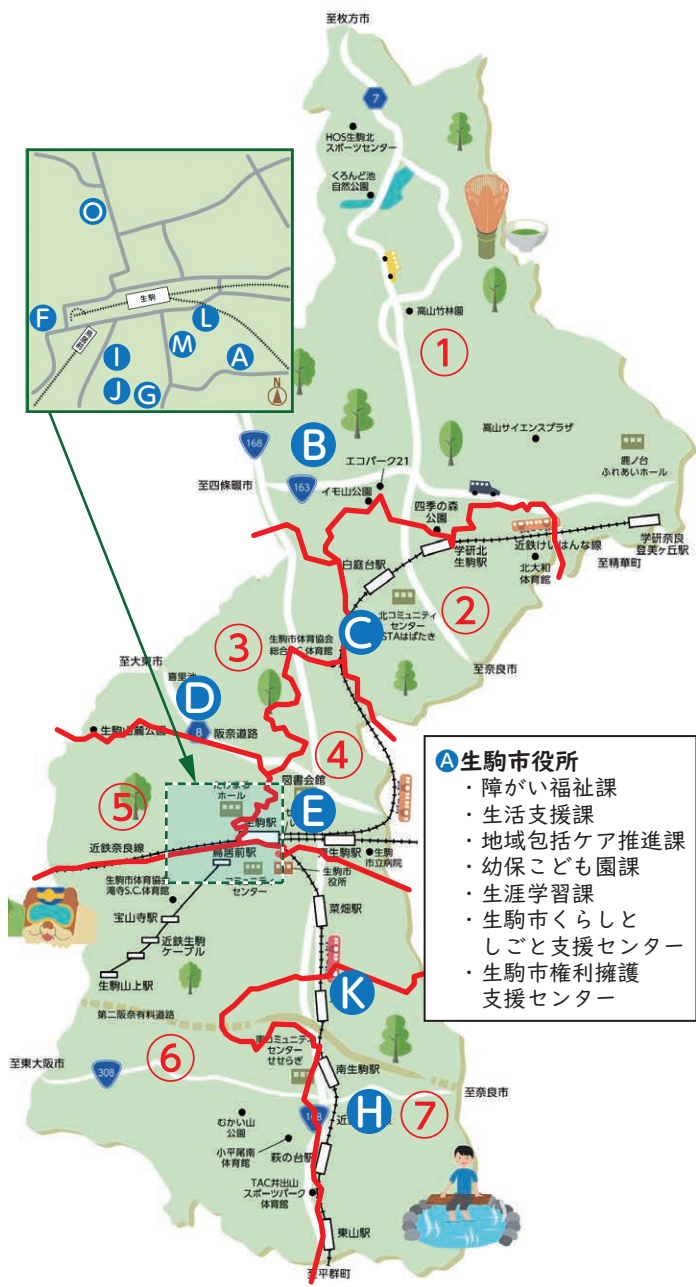 至枚方市
7
HOS生駒北
スポーツセンター
くろんど池
自然公園
高山竹林園
①
O
生駒
F
L
鳥居前
I
M
A
J
G
N
168
B
高山サイエンスプラザ
エコパーク21
鹿ノ台
ふれあいホール
至四條畷市
163
イモ山公園
四季の森
公園
学研北
生駒駅
近鉄けいはんな線
学研奈良
登美ヶ丘駅
至精華町
白庭台駅
北大和
体育館
②
北コミュニティ
センター
ISTAはばたき
C
③
生駒市体育協会
総合S.C.体育館
至大東市
喜里池
至奈良市
D
8
阪奈道路
生駒山麓公園
④
図書会館
⑤
ホール
E
生駒駅
近鉄奈良線
鳥居前駅
東生駒駅
生駒
市立病院
生駒市
役所
生駒市体育協会
滝寺S.C.体育館
センター
菜畑駅
宝山寺駅
近鉄生駒
ケーブル
生駒山上駅
K
第二阪奈有料道路
⑥
南コミュニティ
センター
せせらぎ
至東大阪市
308
南生駒駅
至奈良市
168
H
⑦
むかい山
公園
小平尾南
体育館
萩の台駅
TAC井出山
スポーツパーク
体育館
東山駅
至平群町
A生駒市役所
・障がい福祉課
・生活支援課
・地域包括ケア推進課
・幼保こども園課
・生涯学習課
・生駒市くらしと
しごと支援センター
・生駒市権利擁護
支援センター